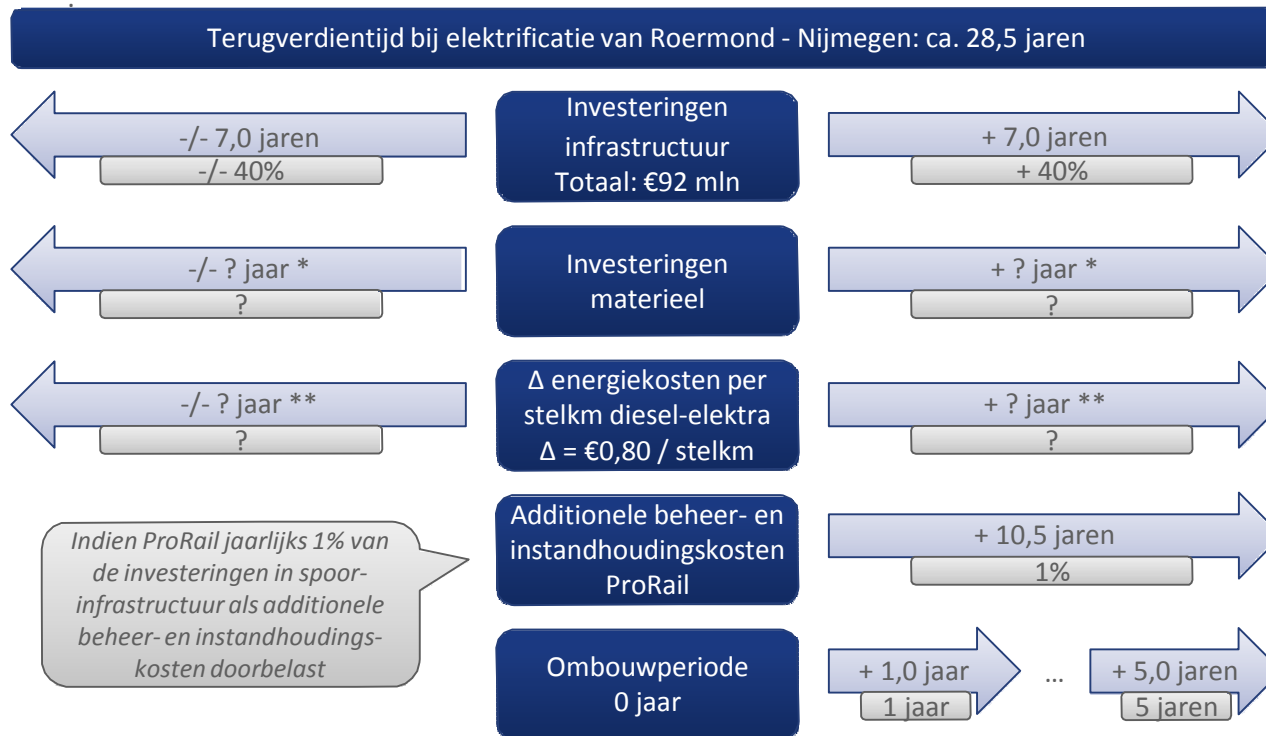 Terugverdientijd bij elektrificatie van Roermond - Nijmegen: ca. 28,5 jaren
-/- 7,0 jaren
-/- 40%
Investeringen
infrastructuur
Totaal: €92 mln
+ 7,0 jaren
+ 40%
-/- ? jaar *
?
Investeringen
materieel
+ ? jaar *
?
-/- ? jaar **
?
Δ energiekosten per
stelkm diesel-elektra
Δ = €0,80 / stelkm
+ ? jaar **
?
Indien ProRail jaarlijks 1% van
de investeringen in spoor-
infrastructuur als additionele
beheer- en instandhoudings-
kosten doorbelast
Additionele beheer- en
instandhoudingskosten
ProRail
+ 10,5 jaren
1%
Ombouwperiode
0 jaar
+ 1,0 jaar
1 jaar
...
+ 5,0 jaren
5 jaren